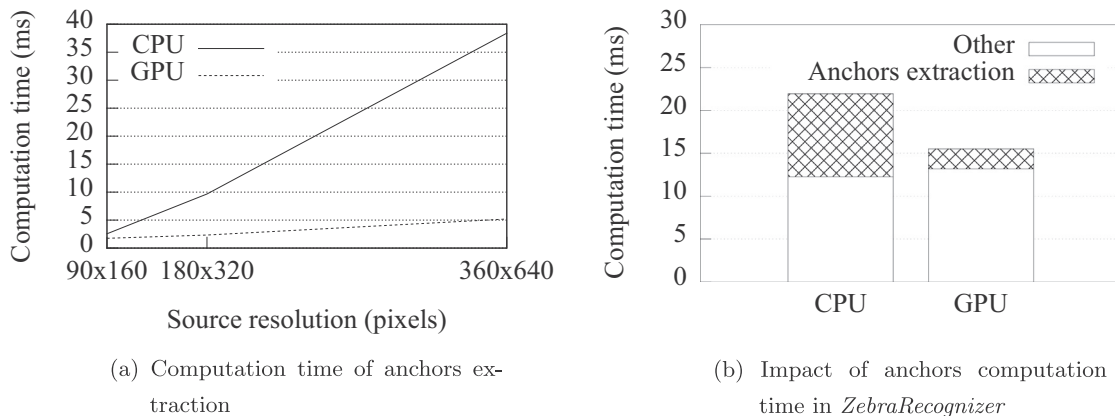 Computation time (ms)
40
35
30
25
20
15
10
5
0
CPU
GPU
90x160 180x320 360x640
Source resolution (pixels)
(a) Computation time of anchors ex-
traction
Computation time (ms)
30
25
20
15
10
5
0
Other
Anchors extraction
CPU GPU
(b) Impact of anchors computation
time in ZebraRecognizer